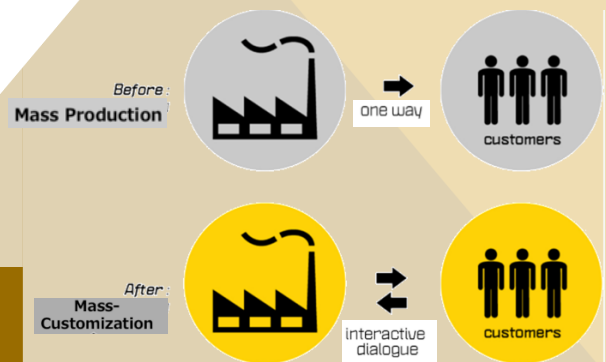 Before:
Mass Production
one way
customers
After:
Mass-
Customization
interactive
dialogue
customers